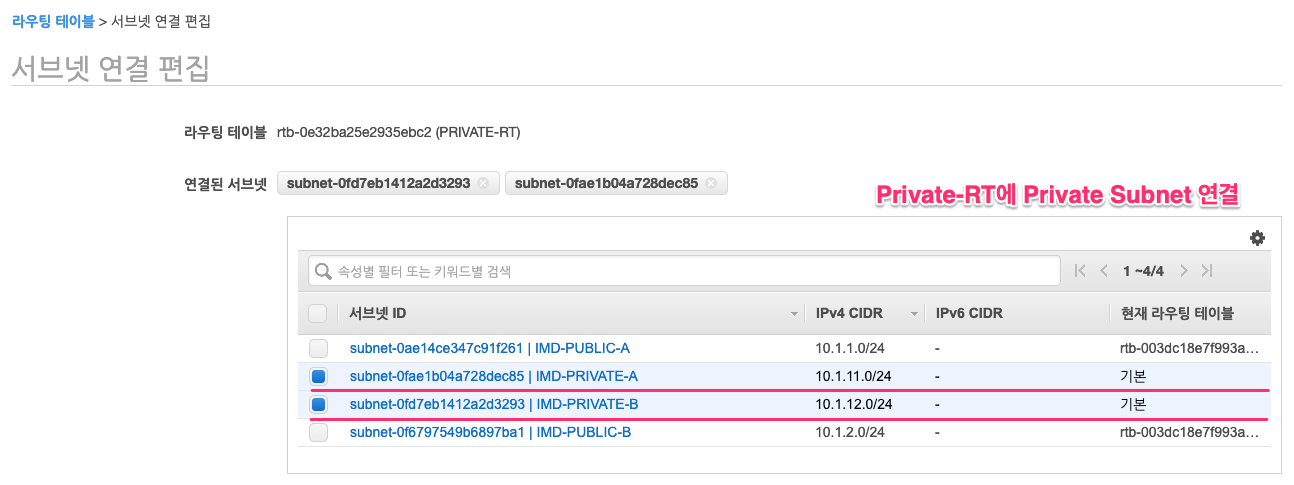 라우팅 테이블 > 서브넷 연결 편집
서브넷 연결 편집
라우팅 테이블 rtb-0e32ba25e2935ebc2 (PRIVATE-RT)
연결된 서브넷 subnet-0fd7eb1412a2d3293 subnet-0fae1b04a728dec85
Private-RT에 Private Subnet 연결
속성별 필터 또는 키워드별 검색 1 ~4/4
서브넷 ID IPv4 CIDR IPv6 CIDR 현재 라우팅 테이블
subnet-0ae14ce347c91f261 | IMD-PUBLIC-A 10.1.1.0/24 - rtb-003dc18e7f993a…
subnet-0fae1b04a728dec85 | IMD-PRIVATE-A 10.1.11.0/24 - 기본
subnet-0fd7eb1412a2d3293 | IMD-PRIVATE-B 10.1.12.0/24 - 기본
subnet-0f6797549b6897ba1 | IMD-PUBLIC-B 10.1.2.0/24 - rtb-003dc18e7f993a…